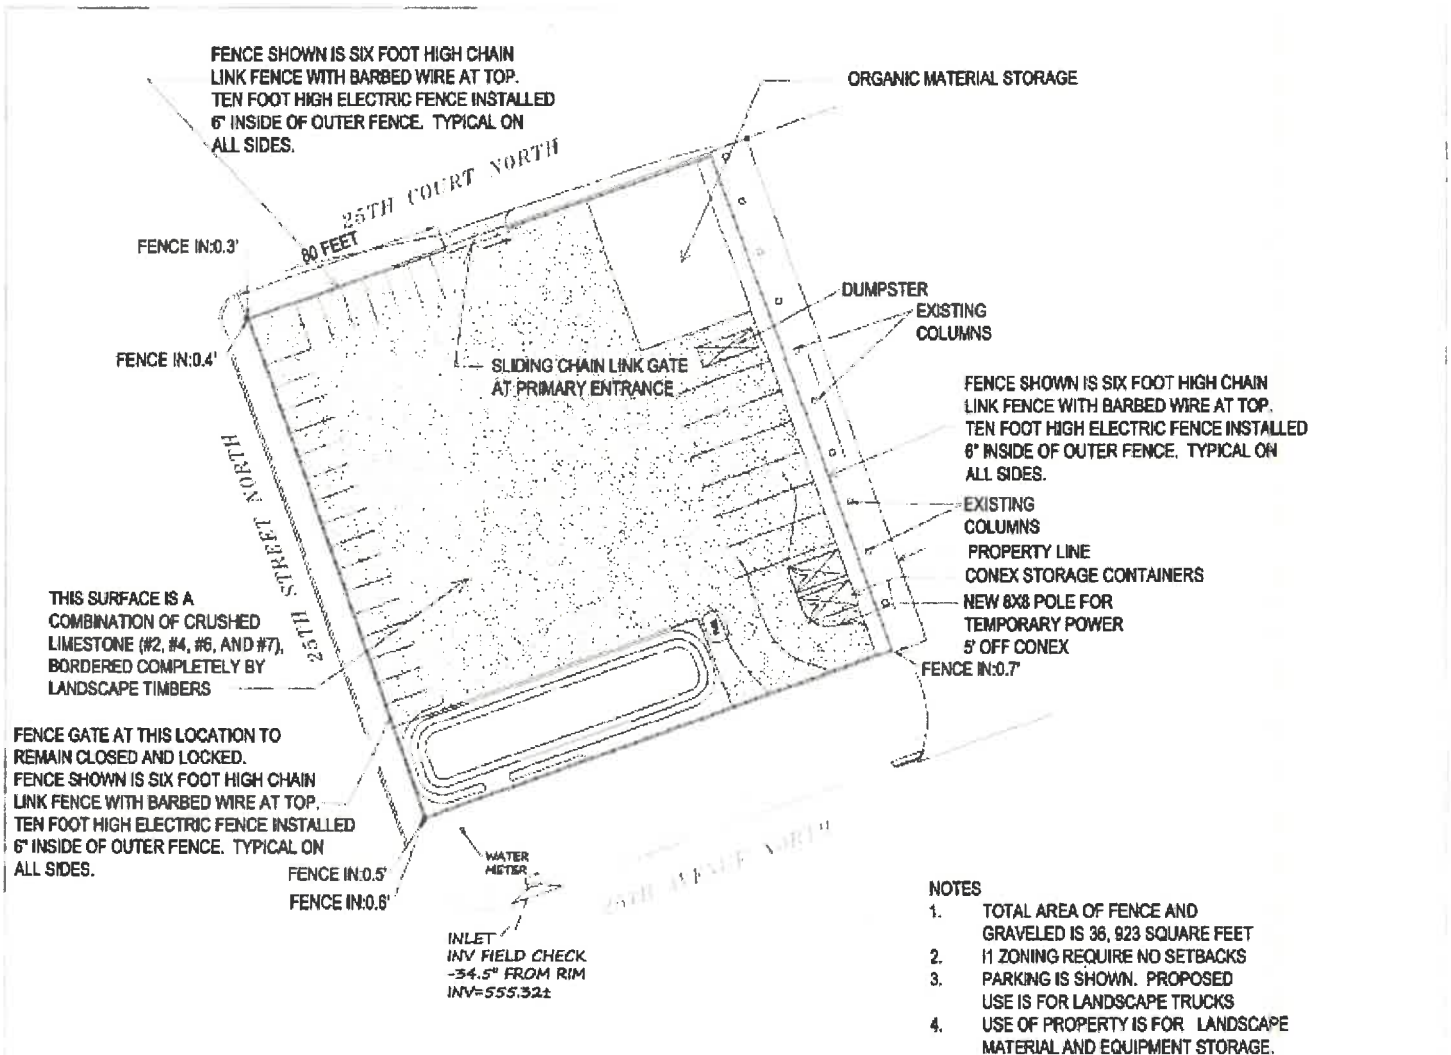 FENCE SHOWN IS SIX FOOT HIGH CHAIN
LINK FENCE WITH BARBED WIRE AT TOP.
TEN FOOT HIGH ELECTRIC FENCE INSTALLED
6" INSIDE OF OUTER FENCE. TYPICAL ON
ALL SIDES.
ORGANIC MATERIAL STORAGE
25TH COURT NORTH
80 FEET
FENCE IN:0.3'
FENCE IN:0.4'
DUMPSTER
EXISTING
COLUMNS
SLIDING CHAIN LINK GATE
AT PRIMARY ENTRANCE
FENCE SHOWN IS SIX FOOT HIGH CHAIN
LINK FENCE WITH BARBED WIRE AT TOP.
TEN FOOT HIGH ELECTRIC FENCE INSTALLED
6" INSIDE OF OUTER FENCE. TYPICAL ON
ALL SIDES.
25TH STREET NORTH
EXISTING
COLUMNS
PROPERTY LINE
CONEX STORAGE CONTAINERS
NEW 8X8 POLE FOR
TEMPORARY POWER
5' OFF CONEX
FENCE IN:0.7'
THIS SURFACE IS A
COMBINATION OF CRUSHED
LIMESTONE (#2, #4, #6, AND #7),
BORDERED COMPLETELY BY
LANDSCAPE TIMBERS
FENCE GATE AT THIS LOCATION TO
REMAIN CLOSED AND LOCKED.
FENCE SHOWN IS SIX FOOT HIGH CHAIN
LINK FENCE WITH BARBED WIRE AT TOP.
TEN FOOT HIGH ELECTRIC FENCE INSTALLED
6" INSIDE OF OUTER FENCE. TYPICAL ON
ALL SIDES.
FENCE IN:0.5'
FENCE IN:0.6'
WATER
METER
25TH AVENUE NORTH
INLET
INV FIELD CHECK
-34.5" FROM RIM
INV=555.32±
NOTES
1. TOTAL AREA OF FENCE AND
GRAVELED IS 36, 923 SQUARE FEET
2. I1 ZONING REQUIRE NO SETBACKS
3. PARKING IS SHOWN. PROPOSED
USE IS FOR LANDSCAPE TRUCKS
4. USE OF PROPERTY IS FOR LANDSCAPE
MATERIAL AND EQUIPMENT STORAGE.